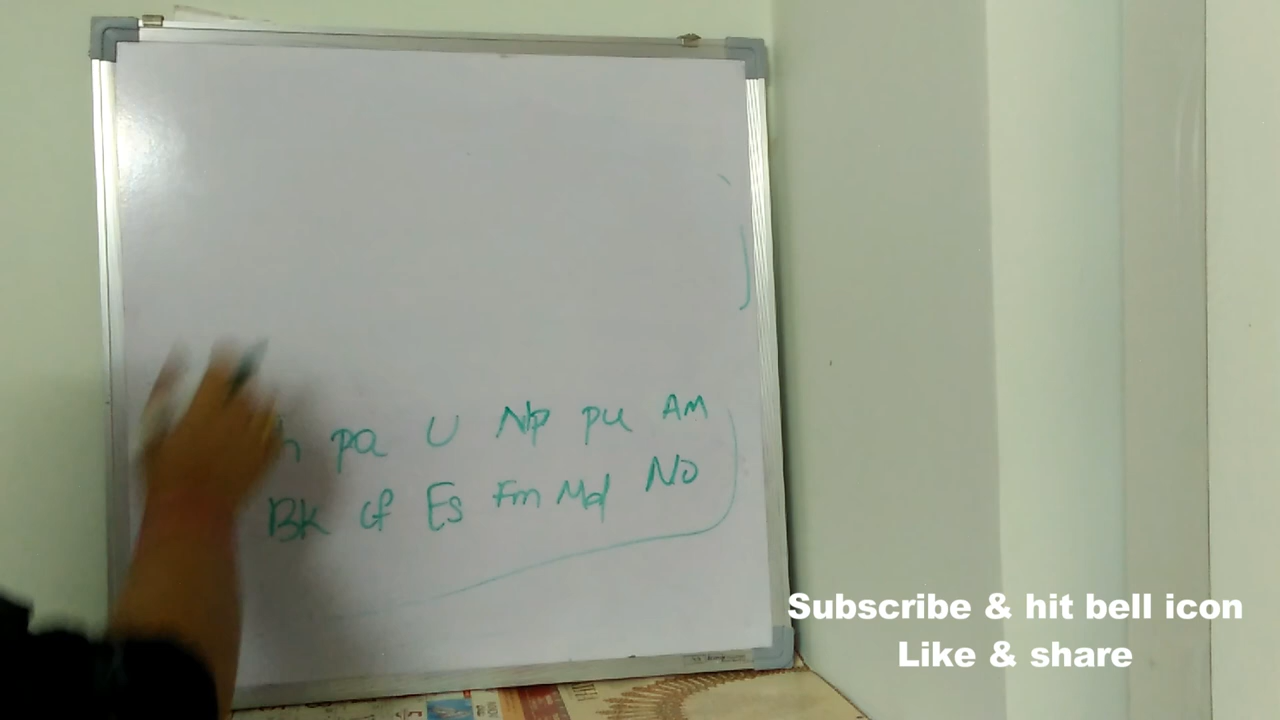 pa U Np pu Am
Bk Cf Es Fm Md No
Subscribe & hit bell icon
Like & share